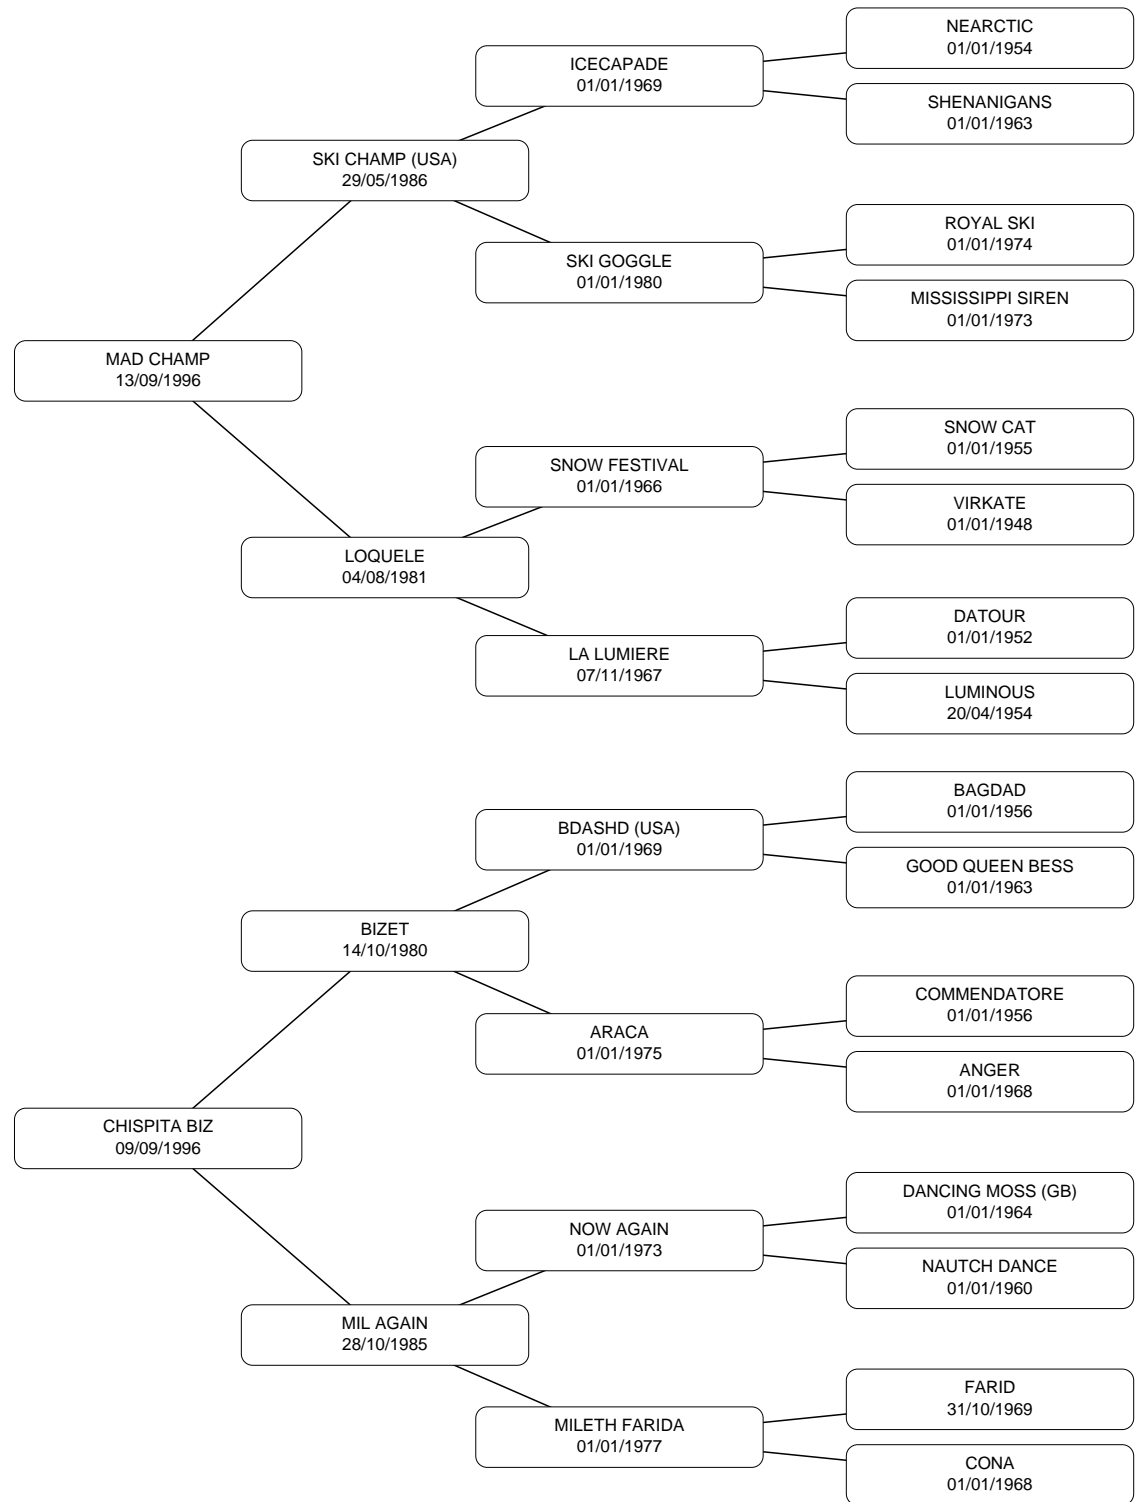 NEARCTIC
01/01/1954
ICECAPADE
01/01/1969
SHENANIGANS
01/01/1963
SKI CHAMP (USA)
29/05/1986
ROYAL SKI
01/01/1974
SKI GOGGLE
01/01/1980
MISSISSIPPI SIREN
01/01/1973
MAD CHAMP
13/09/1996
SNOW CAT
01/01/1955
SNOW FESTIVAL
01/01/1966
VIRKATE
01/01/1948
LOQUELE
04/08/1981
DATOUR
01/01/1952
LA LUMIERE
07/11/1967
LUMINOUS
20/04/1954
BAGDAD
01/01/1956
BDASHD (USA)
01/01/1969
GOOD QUEEN BESS
01/01/1963
BIZET
14/10/1980
COMMENDATORE
01/01/1956
ARACA
01/01/1975
ANGER
01/01/1968
CHISPITA BIZ
09/09/1996
DANCING MOSS (GB)
01/01/1964
NOW AGAIN
01/01/1973
NAUTCH DANCE
01/01/1960
MIL AGAIN
28/10/1985
FARID
31/10/1969
MILETH FARIDA
01/01/1977
CONA
01/01/1968